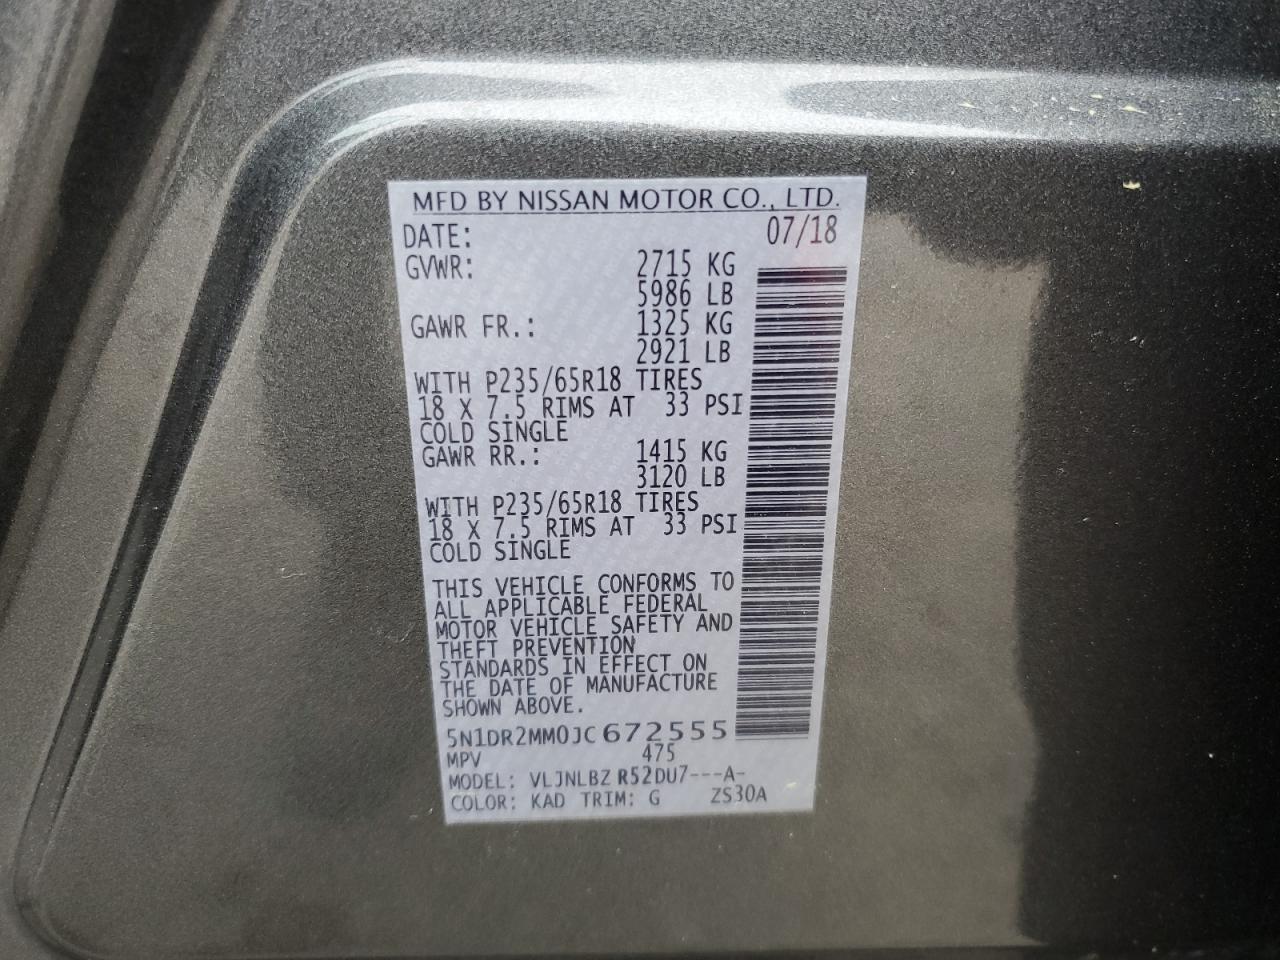 MFD BY NISSAN MOTOR CO., LTD.
DATE: 07/18
GVWR: 2715 KG
5986 LB
GAWR FR.: 1325 KG
2921 LB
WITH P235/65R18 TIRES
18 X 7.5 RIMS AT 33 PSI
COLD SINGLE
GAWR RR.: 1415 KG
3120 LB
WITH P235/65R18 TIRES
18 X 7.5 RIMS AT 33 PSI
COLD SINGLE
THIS VEHICLE CONFORMS TO
ALL APPLICABLE FEDERAL
MOTOR VEHICLE SAFETY AND
THEFT PREVENTION
STANDARDS IN EFFECT ON
THE DATE OF MANUFACTURE
SHOWN ABOVE.
5N1DR2MM0JC672555
MPV 475
MODEL: VLJNLBZ R52DU7---A-
COLOR: KAD TRIM: G ZS30A